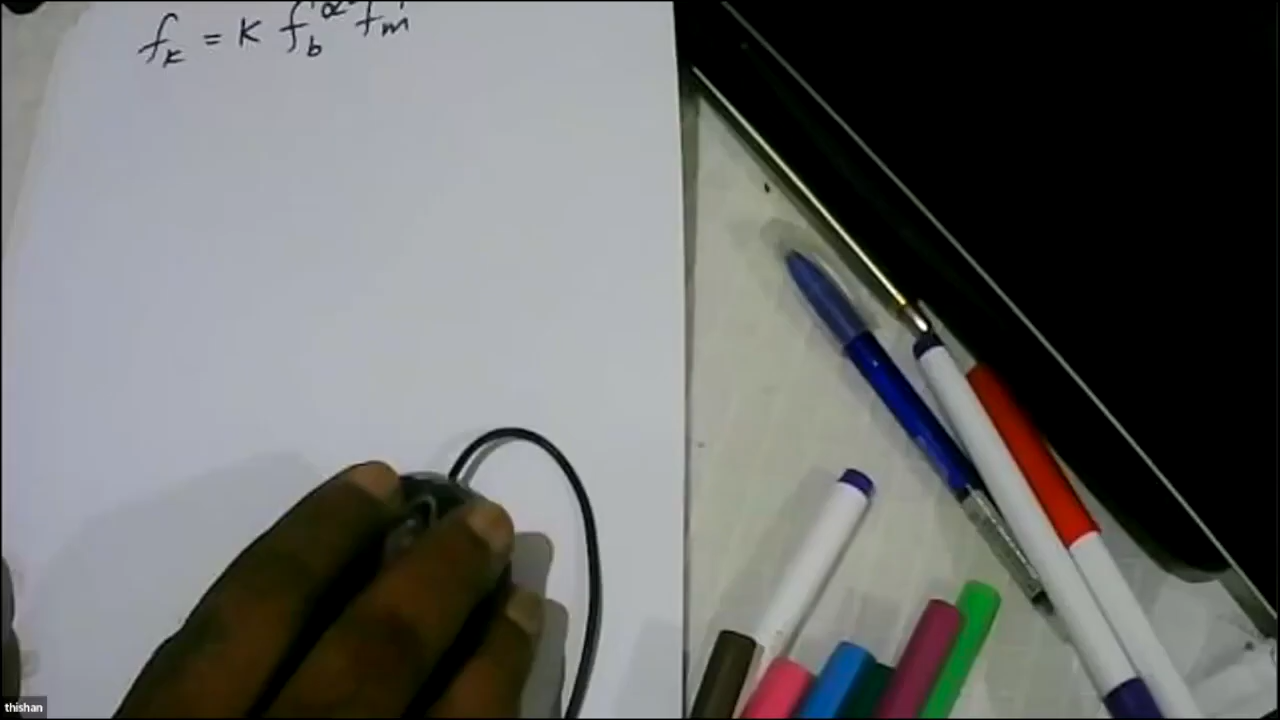 f_k = K f_b^α f_m
thishan